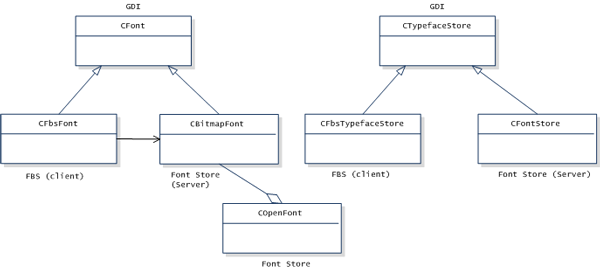 GDI
GDI
CFont
CTypefaceStore
CFbsFont
CBitmapFont
CFbsTypefaceStore
CFontStore
FBS (client)
Font Store
(Server)
FBS (client)
Font Store (Server)
COpenFont
Font Store